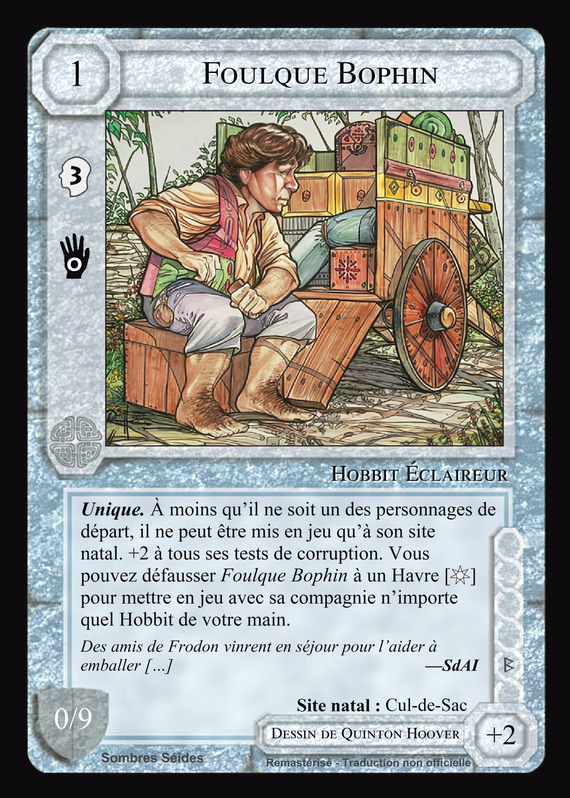 1
Foulque Bophin
3
Hobbit Éclaireur
Unique. À moins qu'il ne soit un des personnages de
départ, il ne peut être mis en jeu qu'à son site
natal. +2 à tous ses tests de corruption. Vous
pouvez défausser Foulque Bophin à un Havre [ ]
pour mettre en jeu avec sa compagnie n'importe
quel Hobbit de votre main.
Des amis de Frodon vinrent en séjour pour l'aider à
emballer [...] —SdAI
ᛒ
Site natal : Cul-de-Sac
0/9
Dessin de Quinton Hoover
+2
Sombres Séides
Remastérisé - Traduction non officielle